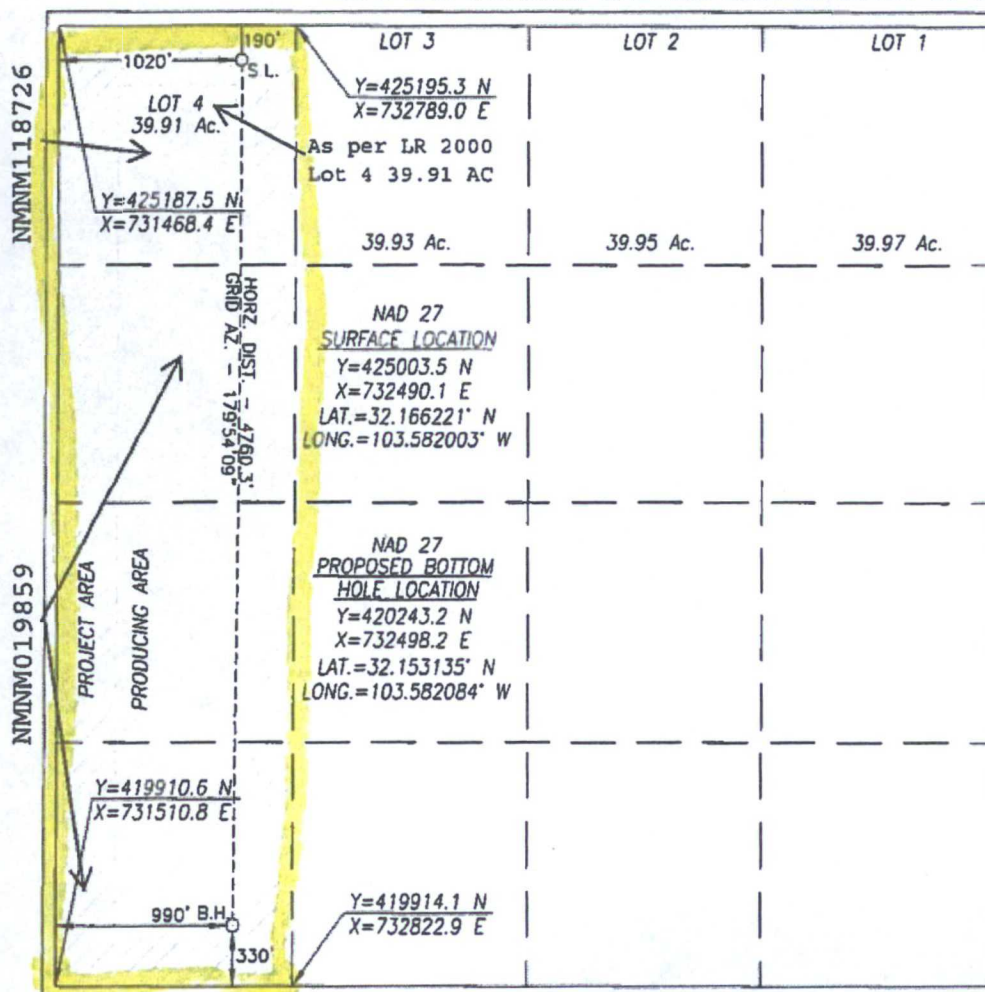 LOT 3
LOT 2
LOT 1
190'
1020'
S.L.
Y=425195.3 N
X=732789.0 E
LOT 4
39.91 Ac.
As per LR 2000
Lot 4 39.91 AC
NMNM118726
Y=425187.5 N
X=731468.4 E
39.93 Ac.
39.95 Ac.
39.97 Ac.
HORZ. DIST. - 4760.3'
GRID AZ. - 179°54'09"
NAD 27
SURFACE LOCATION
Y=425003.5 N
X=732490.1 E
LAT.=32.166221° N
LONG.=103.582003° W
NMNM019859
PROJECT AREA
PRODUCING AREA
NAD 27
PROPOSED BOTTOM
HOLE LOCATION
Y=420243.2 N
X=732498.2 E
LAT.=32.153135° N
LONG.=103.582084° W
Y=419910.6 N
X=731510.8 E
990' B.H.
330'
Y=419914.1 N
X=732822.9 E